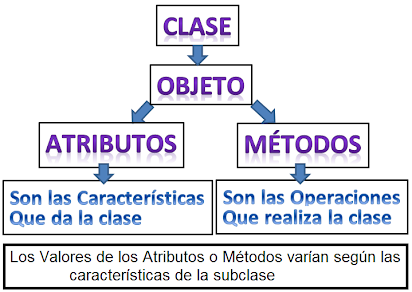 CLASE
OBJETO
ATRIBUTOS
MÉTODOS
Son las Características
Que da la clase
Son las Operaciones
Que realiza la clase
Los Valores de los Atributos o Métodos varían según las
características de la subclase